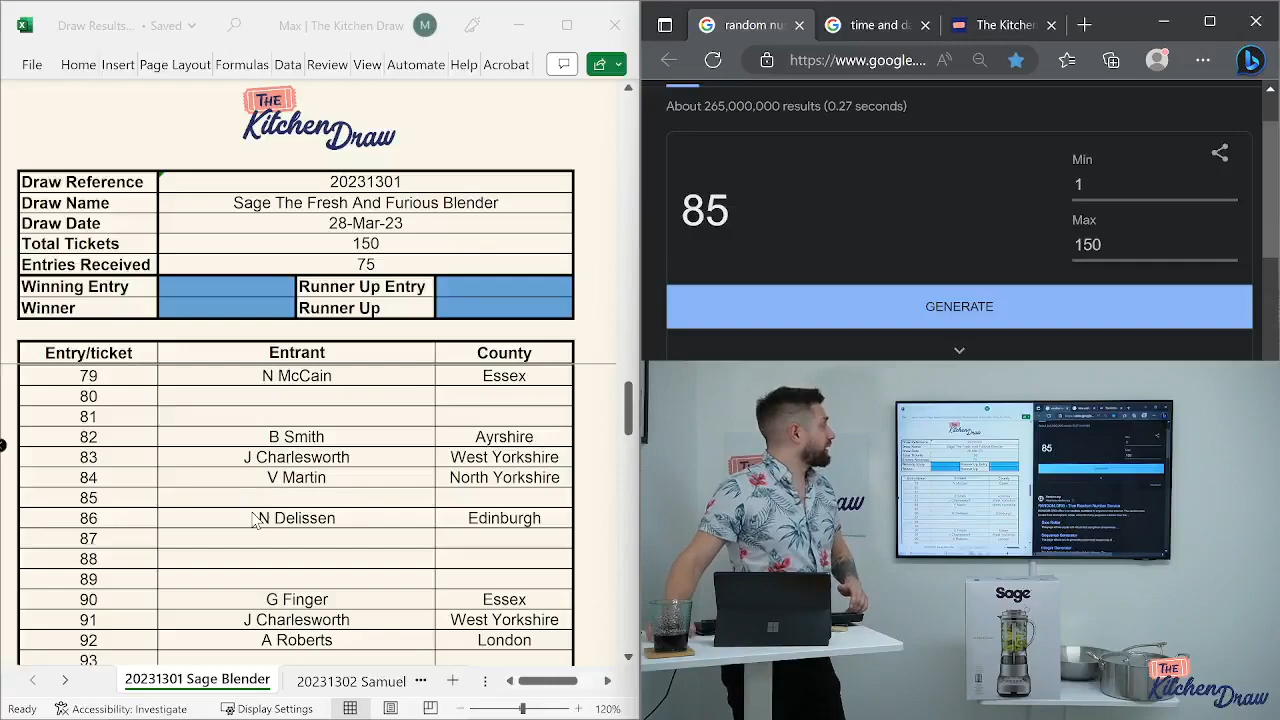 Draw Results... • Saved
Max | The Kitchen Draw
M
File Home Insert Page Layout Formulas Data Review View Automate Help Acrobat
THE
Kitchen Draw
Draw Reference 20231301
Draw Name Sage The Fresh And Furious Blender
Draw Date 28-Mar-23
Total Tickets 150
Entries Received 75
Winning Entry Runner Up Entry
Winner Runner Up
Entry/ticket Entrant County
79 N McCain Essex
80
81
82 B Smith Ayrshire
83 J Charlesworth West Yorkshire
84 V Martin North Yorkshire
85
86 N Delissen Edinburgh
87
88
89
90 G Finger Essex
91 J Charlesworth West Yorkshire
92 A Roberts London
93
20231301 Sage Blender 20231302 Samuel ...
Ready Accessibility: Investigate Display Sett 120%
random nu
time and d
The Kitchen
https://www.google....
About 265,000,000 results (0.27 seconds)
85
Min
1
Max
150
GENERATE
85
Sage
THE
Kitchen Draw